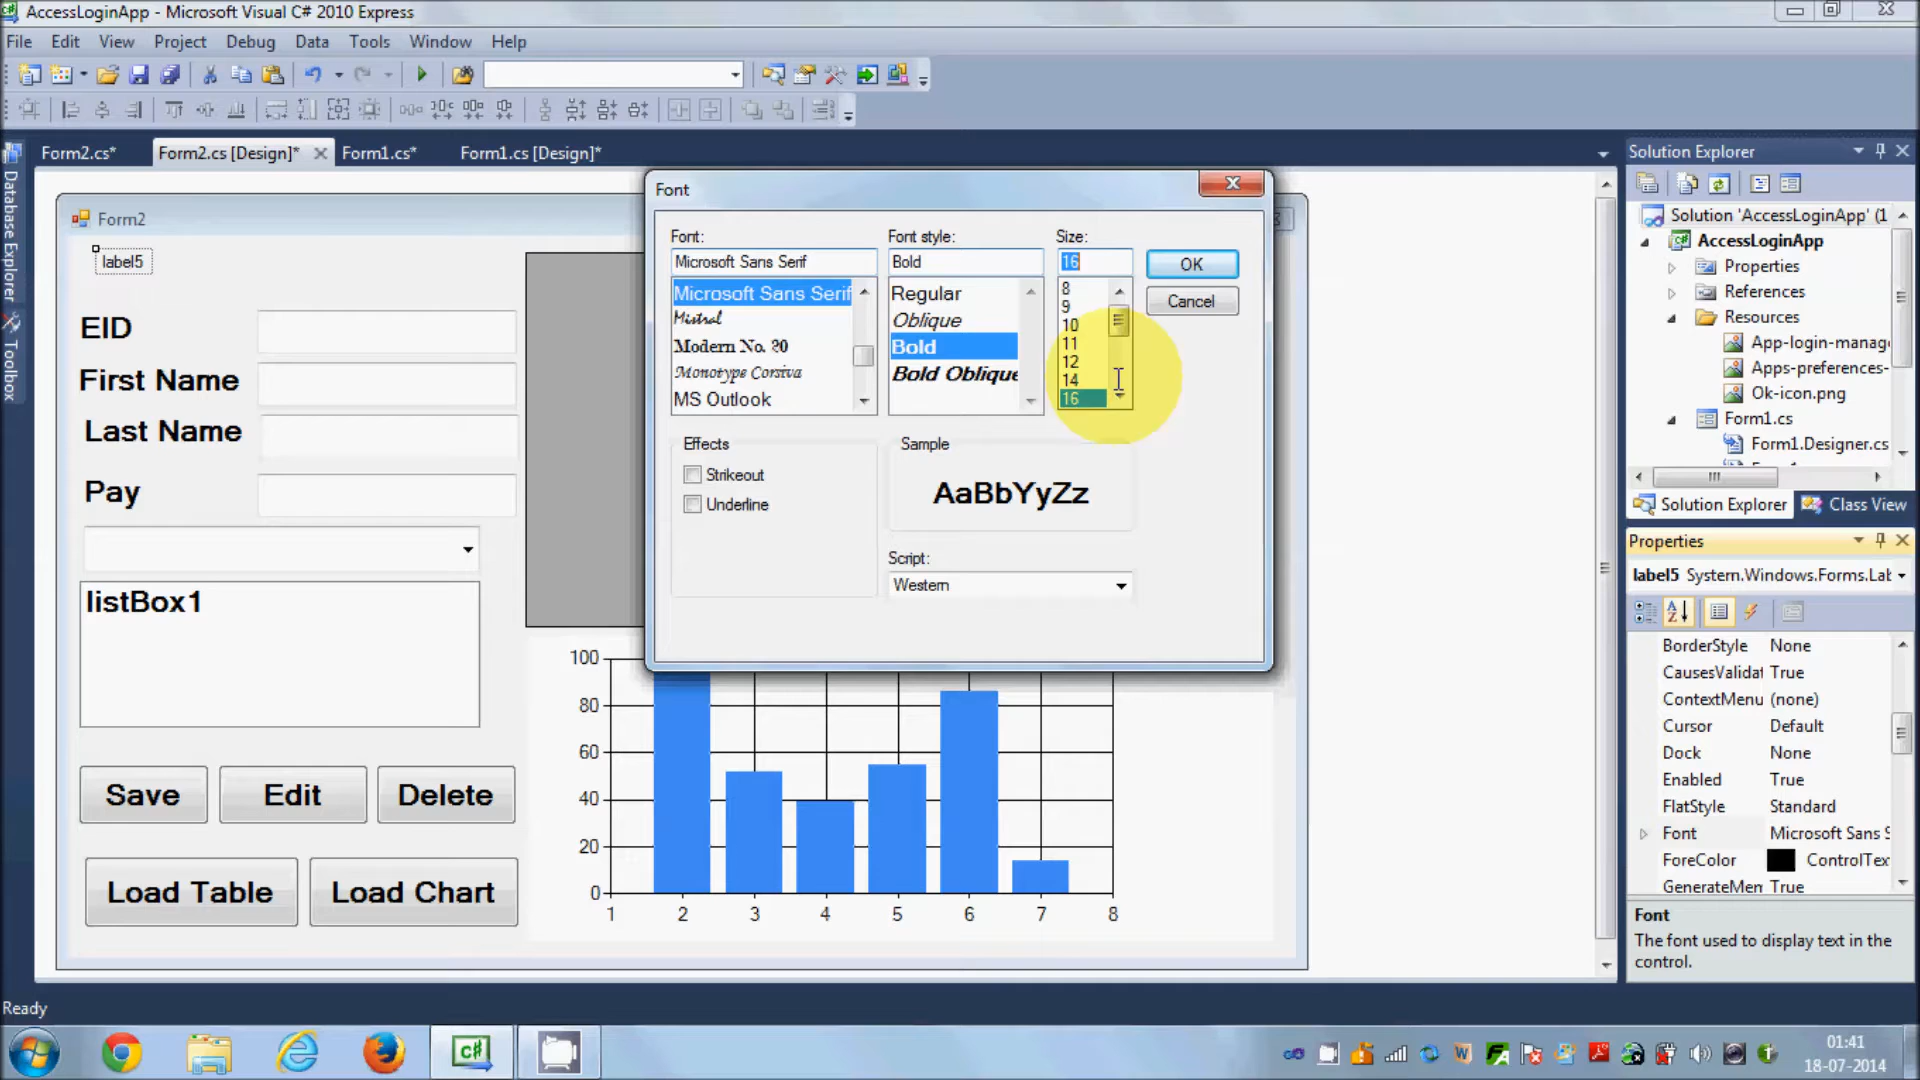 AccessLoginApp - Microsoft Visual C# 2010 Express
File Edit View Project Debug Data Tools Window Help
Form2.cs* Form2.cs [Design]* Form1.cs* Form1.cs [Design]*
Database Explorer
Toolbox
Form2
label5
EID
First Name
Last Name
Pay
listBox1
Save Edit Delete
Load Table Load Chart
100
80
60
40
20
0
1 2 3 4 5 6 7 8
Font
Font: Font style: Size:
Microsoft Sans Serif Bold 16
OK
Cancel
Microsoft Sans Serif
Mistral
Modern No. 20
Monotype Corsiva
MS Outlook
Regular
Oblique
Bold
Bold Oblique
8
9
10
11
12
14
16
Effects
Strikeout
Underline
Sample
AaBbYyZz
Script:
Western
Solution Explorer
Solution 'AccessLoginApp' (1
AccessLoginApp
Properties
References
Resources
App-login-manag
Apps-preferences-
Ok-icon.png
Form1.cs
Form1.Designer.cs
Solution Explorer Class View
Properties
label5 System.Windows.Forms.Lab
BorderStyle None
CausesValidat True
ContextMenu (none)
Cursor Default
Dock None
Enabled True
FlatStyle Standard
Font Microsoft Sans S
ForeColor ControlTex
GenerateMem True
Font
The font used to display text in the
control.
Ready
01:41
18-07-2014